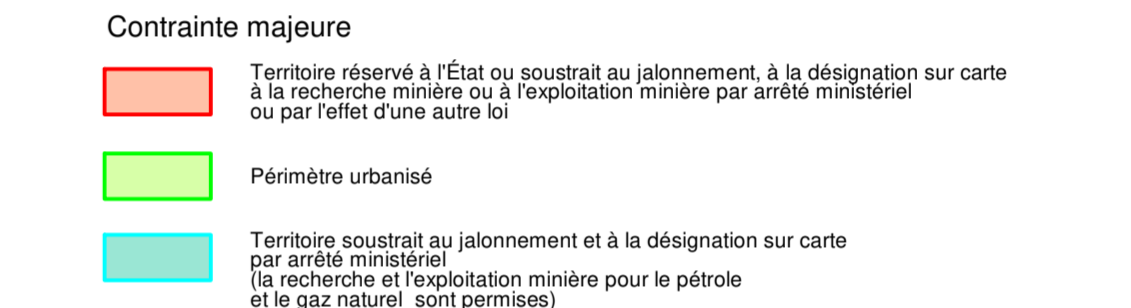 Contrainte majeure
Territoire réservé à l'État ou soustrait au jalonnement, à la désignation sur carte
à la recherche minière ou à l'exploitation minière par arrêté ministériel
ou par l'effet d'une autre loi
Périmètre urbanisé
Territoire soustrait au jalonnement et à la désignation sur carte
par arrêté ministériel
(la recherche et l'exploitation minière pour le pétrole
et le gaz naturel sont permises)